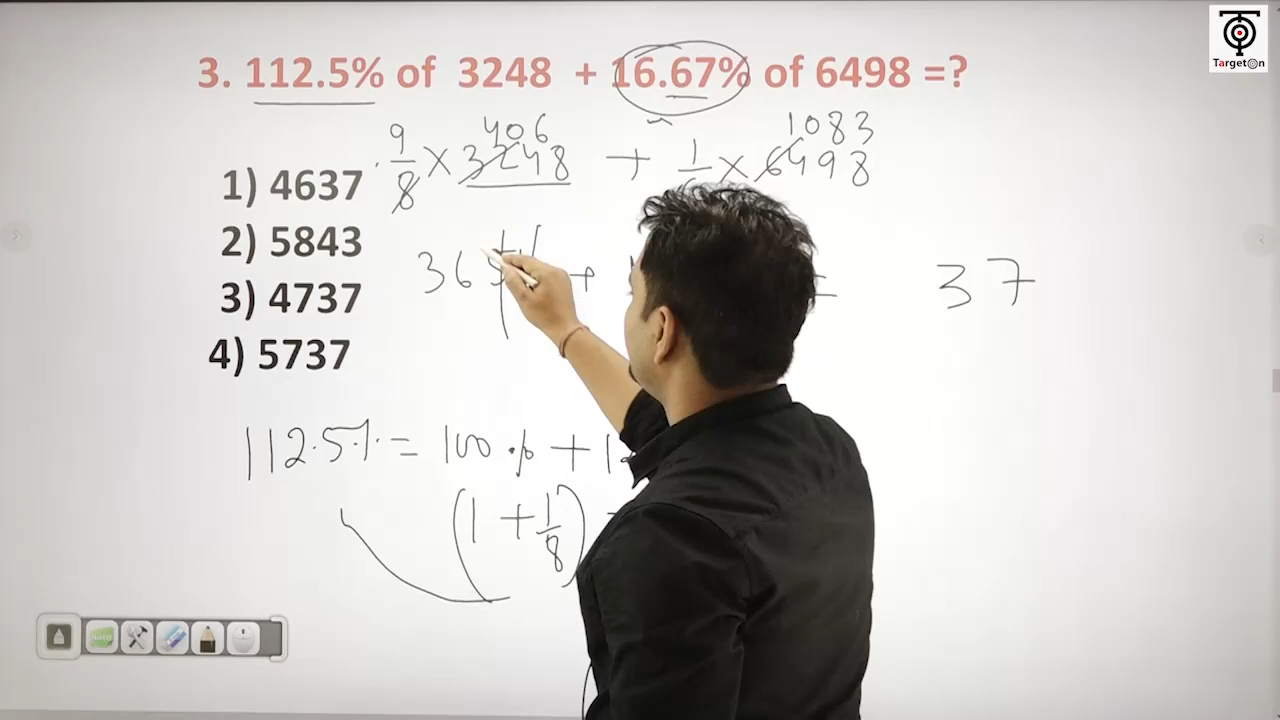 TargetOn
3. 112.5% of 3248 + 16.67% of 6498 =?
406 1083
9/8 × 3248 + 1/ × 6498
1) 4637
2) 5843
3) 4737
4) 5737
36 + = 37
112.5% = 100% + 1
(1 + 1/8) =